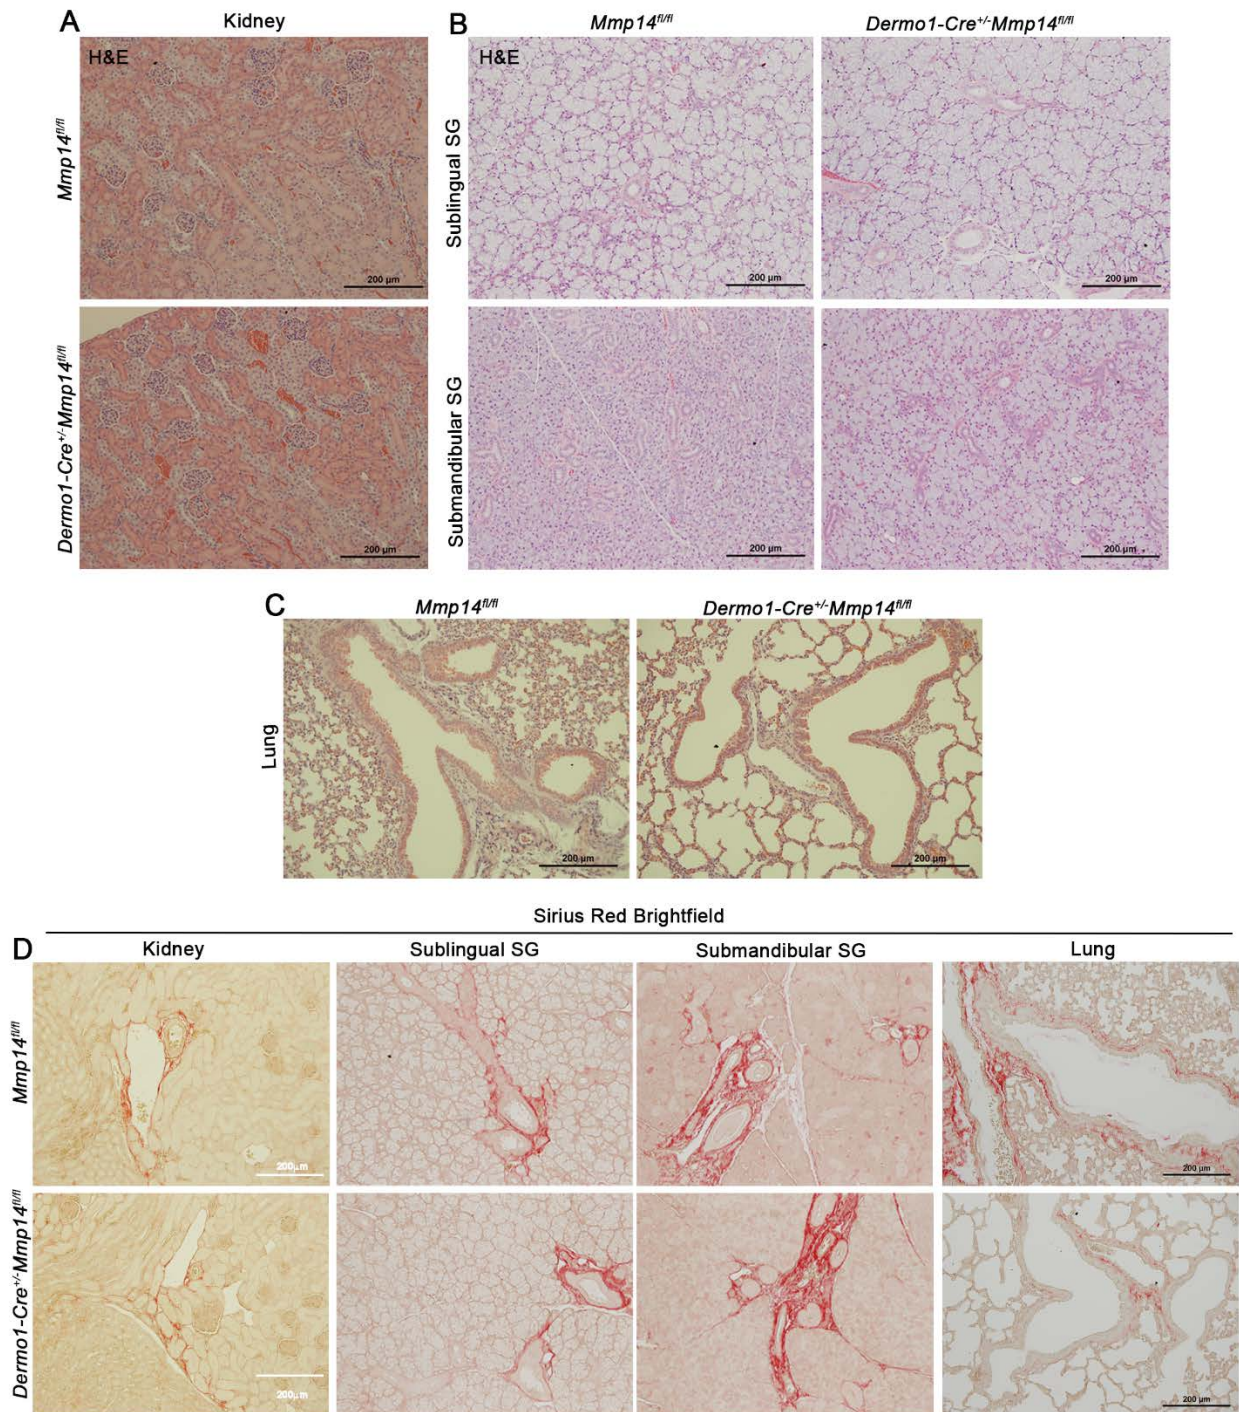 A
Kidney
B
Mmp14fl/fl
Dermo1-Cre+/-Mmp14fl/fl
H&E
H&E
Mmp14fl/fl
Sublingual SG
200 µm
200 µm
200 µm
Dermo1-Cre+/-Mmp14fl/fl
Submandibular SG
200 µm
200 µm
200 µm
C
Mmp14fl/fl
Dermo1-Cre+/-Mmp14fl/fl
Lung
200 µm
200 µm
Sirius Red Brightfield
D
Kidney
Sublingual SG
Submandibular SG
Lung
Mmp14fl/fl
200µm
200 µm
Dermo1-Cre+/-Mmp14fl/fl
200µm
200 µm